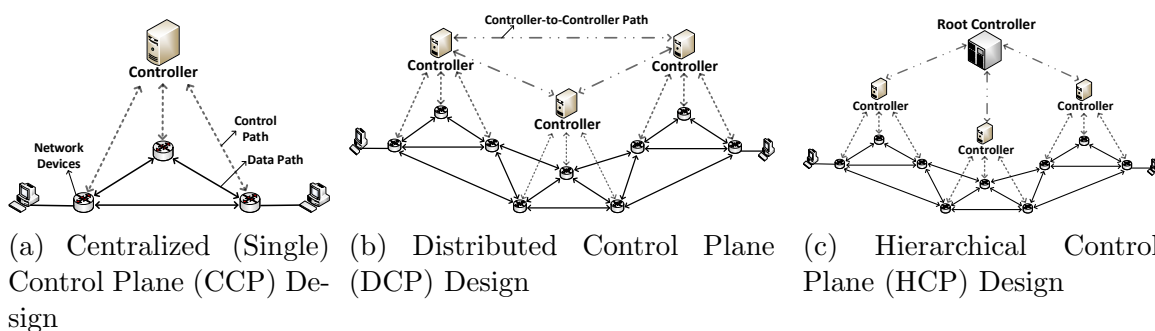 Controller
Control
Path
Data Path
Network
Devices
(a) Centralized (Single)
Control Plane (CCP) De-
sign
Controller-to-Controller Path
Controller
Controller
Controller
(b) Distributed Control Plane
(DCP) Design
Root Controller
Controller
Controller
Controller
(c) Hierarchical Control
Plane (HCP) Design